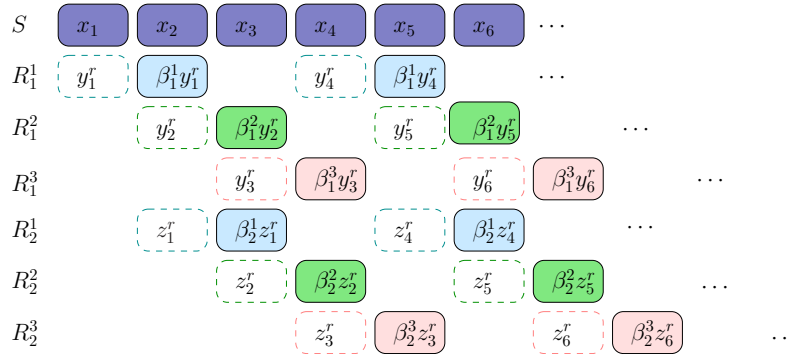 S x_1 x_2 x_3 x_4 x_5 x_6 ⋯
R_1^1 y_1^r β_1^1 y_1^r y_4^r β_1^1 y_4^r ⋯
R_1^2 y_2^r β_1^2 y_2^r y_5^r β_1^2 y_5^r ⋯
R_1^3 y_3^r β_1^3 y_3^r y_6^r β_1^3 y_6^r ⋯
R_2^1 z_1^r β_2^1 z_1^r z_4^r β_2^1 z_4^r ⋯
R_2^2 z_2^r β_2^2 z_2^r z_5^r β_2^2 z_5^r ⋯
R_2^3 z_3^r β_2^3 z_3^r z_6^r β_2^3 z_6^r ..